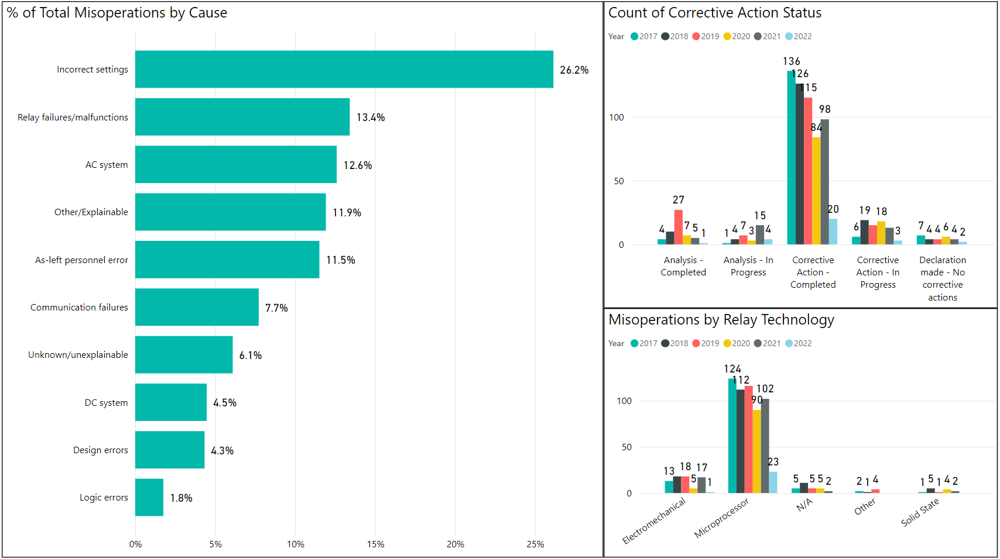 % of Total Misoperations by Cause
Incorrect settings
26.2%
Relay failures/malfunctions
13.4%
AC system
12.6%
Other/Explainable
11.9%
As-left personnel error
11.5%
Communication failures
7.7%
Unknown/unexplainable
6.1%
DC system
4.5%
Design errors
4.3%
Logic errors
1.8%
0% 5% 10% 15% 20% 25%
Count of Corrective Action Status
Year 2017 2018 2019 2020 2021 2022
100
50
0
4 27 7 5 1
1 4 7 3 15 4
136 126 115 84 98 20
6 19 18 3
7 4 4 6 4 2
Analysis -
Completed
Analysis - In
Progress
Corrective
Action -
Completed
Corrective
Action - In
Progress
Declaration
made - No
corrective
actions
Misoperations by Relay Technology
Year 2017 2018 2019 2020 2021 2022
100
50
0
13 18 5 17 1
124 112 90 102 23
5 5 5 2
2 1 4
1 5 1 4 2
Electromechanical
Microprocessor
N/A
Other
Solid State